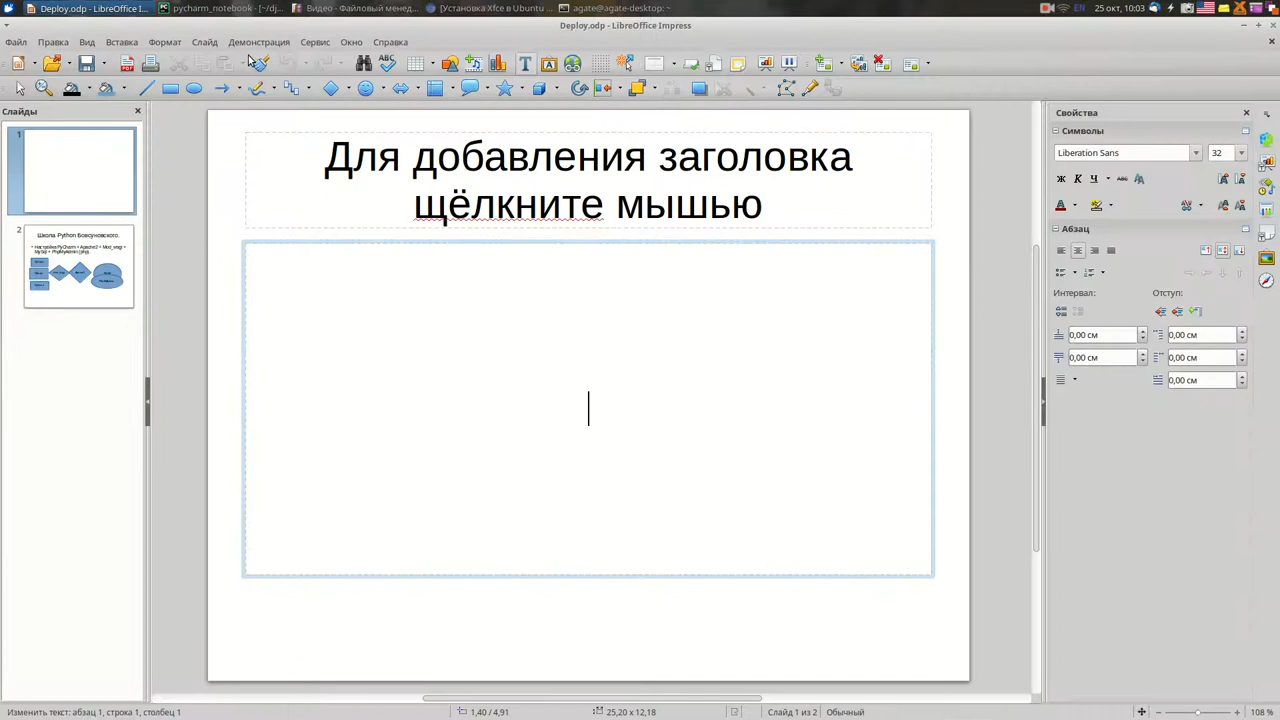 Deploy.odp - LibreOffice I...
pycharm_notebook - [~/dj...
Видео - Файловый менед...
[Установка Xfce в Ubuntu ...
agate@agate-desktop: ~
EN
25 окт, 10:03
Deploy.odp - LibreOffice Impress
Файл Правка Вид Вставка Формат Слайд Демонстрация Сервис Окно Справка
Слайды
1
2
Школа Python Боесуновского.
Для добавления заголовка
щёлкните мышью
Свойства
Символы
Liberation Sans
32
Абзац
Интервал:
Отступ:
0,00 см
0,00 см
0,00 см
0,00 см
0,00 см
Изменить текст: абзац 1, строка 1, столбец 1
1,40 / 4,91
25,20 x 12,18
Слайд 1 из 2
Обычный
108 %